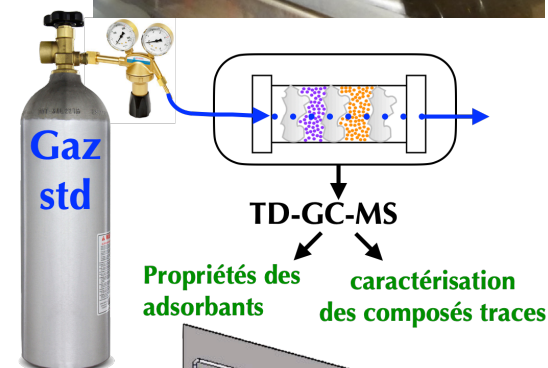 Gaz
std
TD-GC-MS
Propriétés des
adsorbants
caractérisation
des composés traces